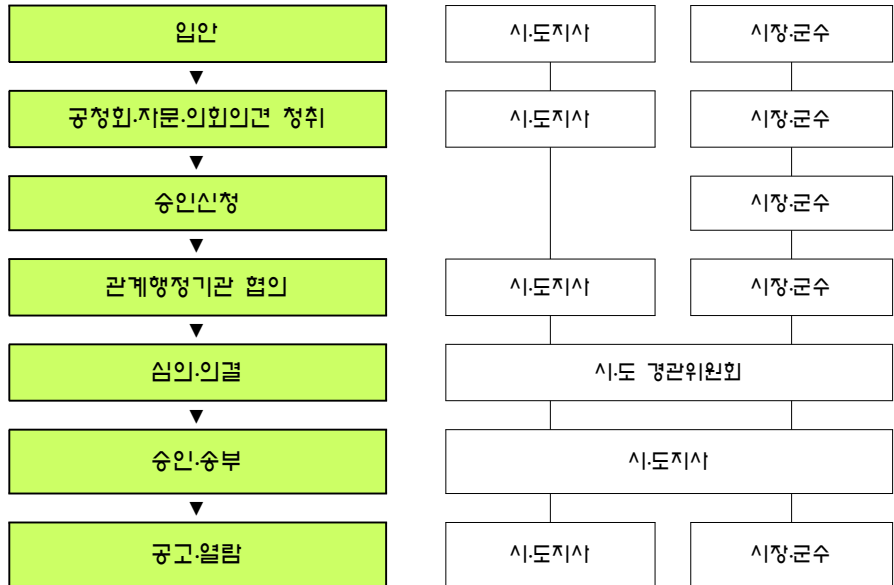 입안 시·도지사 시장·군수
공청회·자문·의회의견 청취 시·도지사 시장·군수
승인신청 시장·군수
관계행정기관 협의 시·도지사 시장·군수
심의·의결 시·도 경관위원회
승인·송부 시·도지사
공고·열람 시·도지사 시장·군수